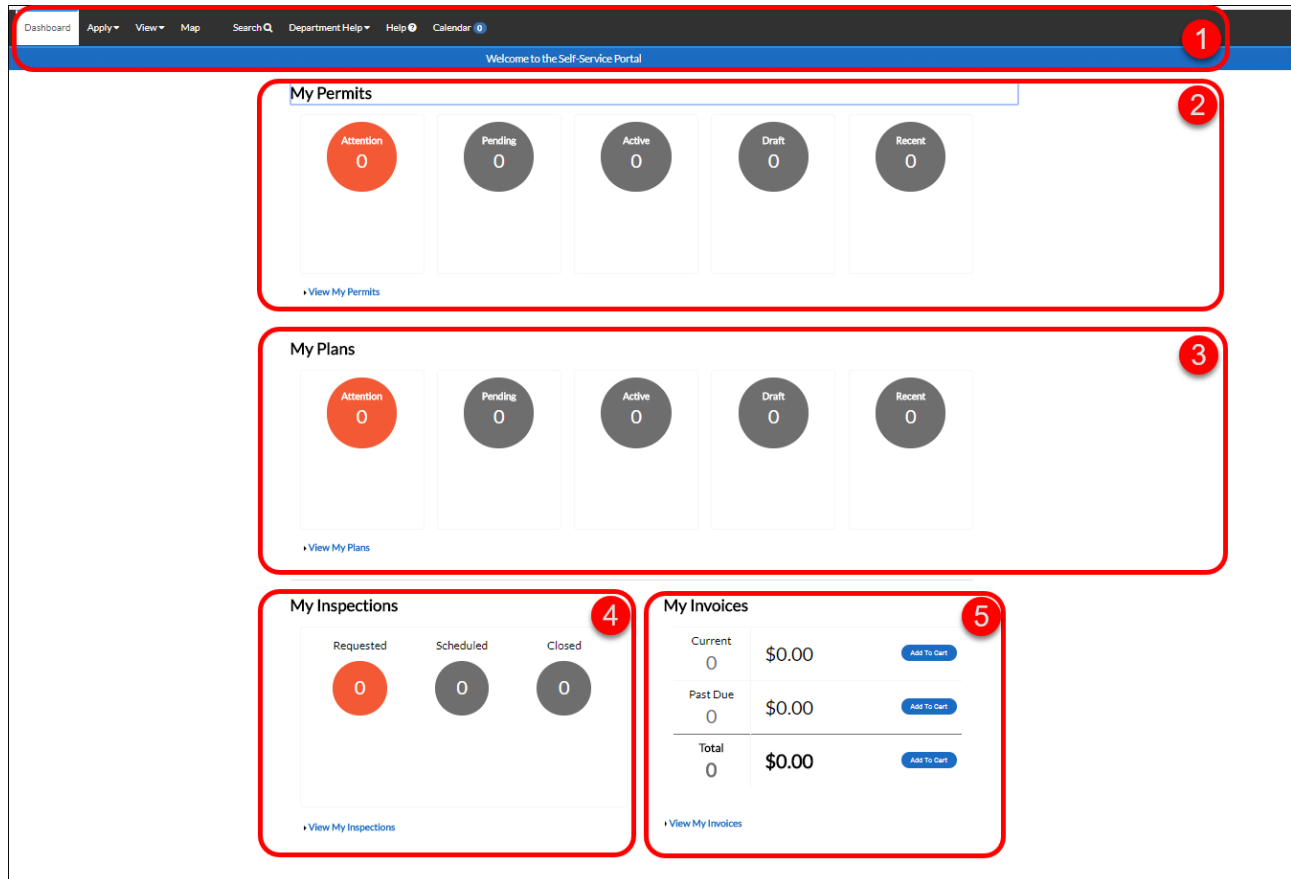 Dashboard Apply View Map Search Department Help Help Calendar 0
1
Welcome to the Self-Service Portal
My Permits
2
Attention Pending Active Draft Recent
0 0 0 0 0
View My Permits
My Plans
3
Attention Pending Active Draft Recent
0 0 0 0 0
View My Plans
My Inspections
4
Requested Scheduled Closed
0 0 0
View My Inspections
My Invoices
5
Current
0 $0.00 Add To Cart
Past Due
0 $0.00 Add To Cart
Total
0 $0.00 Add To Cart
View My Invoices